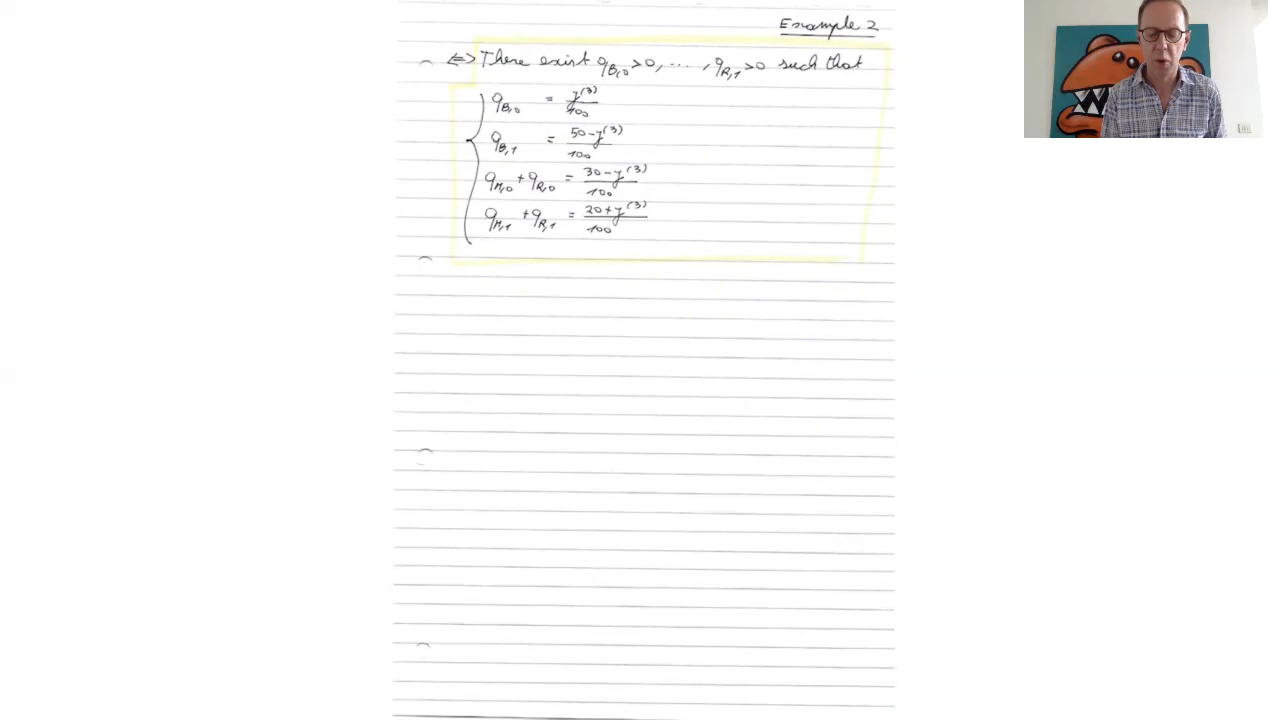 Example 2
⇔ There exist q_{B,0} > 0, ..., q_{R,1} > 0 such that
q_{B,0} = y^{(3)}/100
q_{B,1} = 50 - y^{(3)}/100
q_{M,0} + q_{R,0} = 30 - y^{(3)}/100
q_{M,1} + q_{R,1} = 20 + y^{(3)}/100